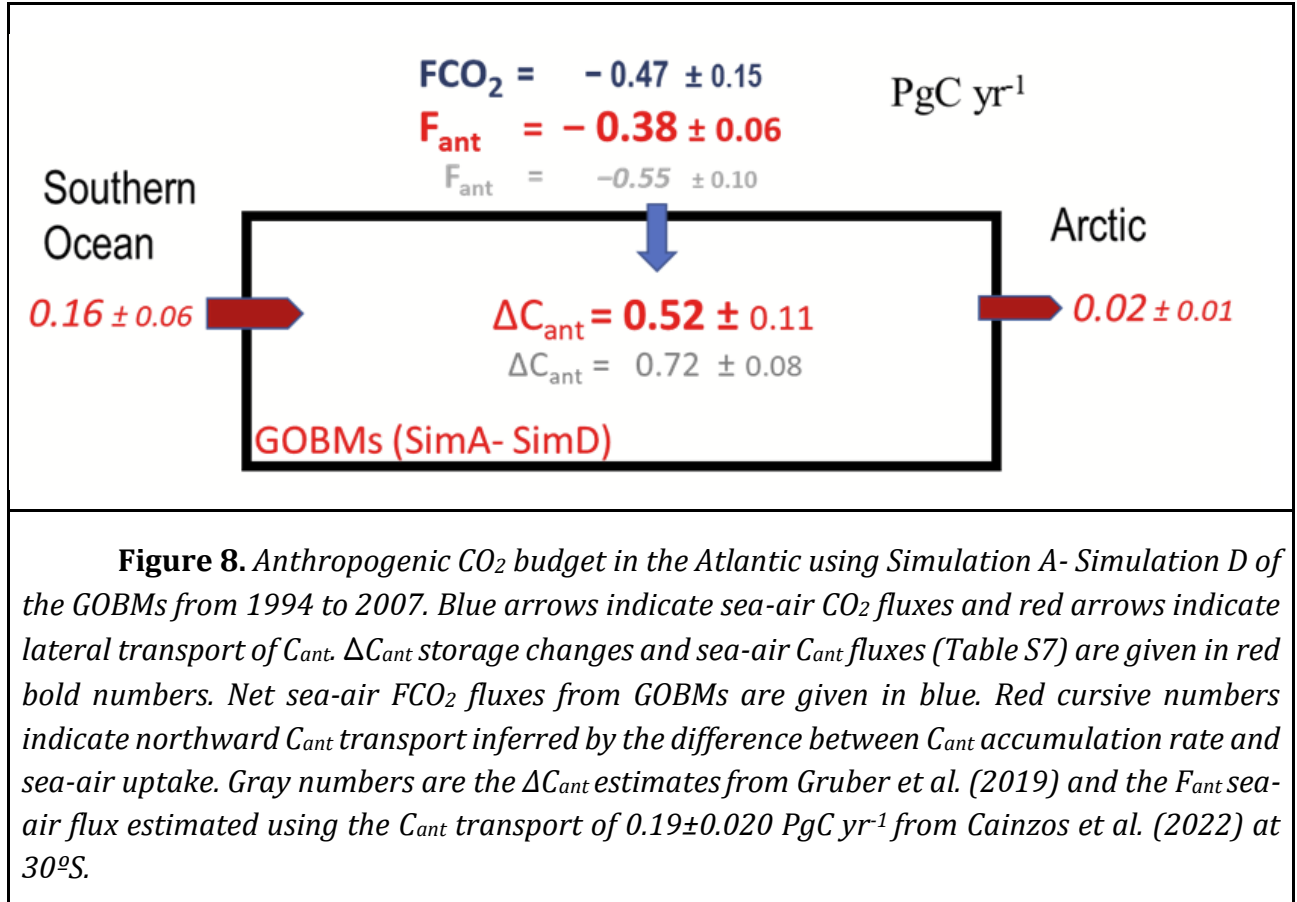 FCO₂ = − 0.47 ± 0.15
PgC yr⁻¹
F_ant = − 0.38 ± 0.06
F_ant = −0.55 ± 0.10
Southern
Ocean
Arctic
0.16 ± 0.06
ΔC_ant = 0.52 ± 0.11
0.02 ± 0.01
ΔC_ant = 0.72 ± 0.08
GOBMs (SimA- SimD)
Figure 8. Anthropogenic CO₂ budget in the Atlantic using Simulation A- Simulation D of
the GOBMs from 1994 to 2007. Blue arrows indicate sea-air CO₂ fluxes and red arrows indicate
lateral transport of Cant. ΔCant storage changes and sea-air Cant fluxes (Table S7) are given in red
bold numbers. Net sea-air FCO₂ fluxes from GOBMs are given in blue. Red cursive numbers
indicate northward Cant transport inferred by the difference between Cant accumulation rate and
sea-air uptake. Gray numbers are the ΔCant estimates from Gruber et al. (2019) and the Fant sea-
air flux estimated using the Cant transport of 0.19±0.020 PgC yr⁻¹ from Cainzos et al. (2022) at
30ºS.